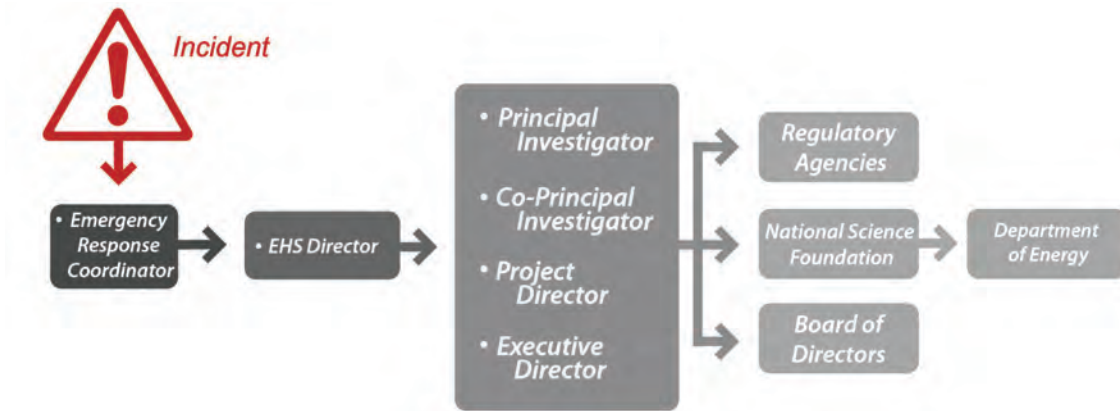 Incident
• Emergency
Response
Coordinator
• EHS Director
• Principal
Investigator
• Co-Principal
Investigator
• Project
Director
• Executive
Director
Regulatory
Agencies
National Science
Foundation
Department
of Energy
Board of
Directors